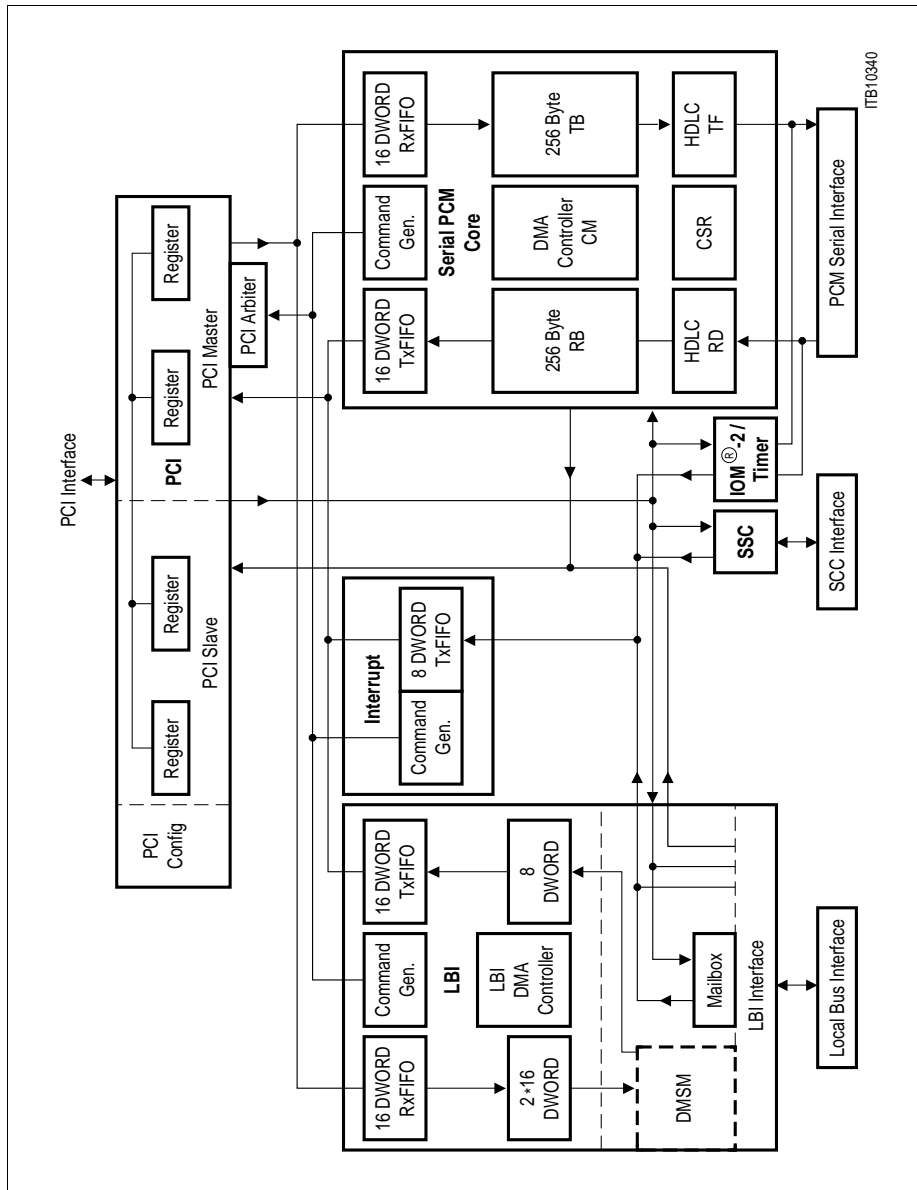 PCI Interface
PCI
Config
Register
Register
PCI Slave
PCI
Register
Register
PCI Master
PCI Arbiter
16 DWORD
RxFIFO
Command
Gen.
16 DWORD
TxFIFO
LBI
2*16
DWORD
LBI
DMA
Controller
8
DWORD
DMSM
Mailbox
LBI Interface
Local Bus Interface
Interrupt
Command
Gen.
8 DWORD
TxFIFO
SSC
SCC Interface
IOM®-2 /
Timer
16 DWORD
TxFIFO
Command
Gen.
16 DWORD
RxFIFO
Serial PCM
Core
256 Byte
RB
DMA
Controller
CM
256 Byte
TB
HDLC
RD
CSR
HDLC
TF
PCM Serial Interface
ITB10340